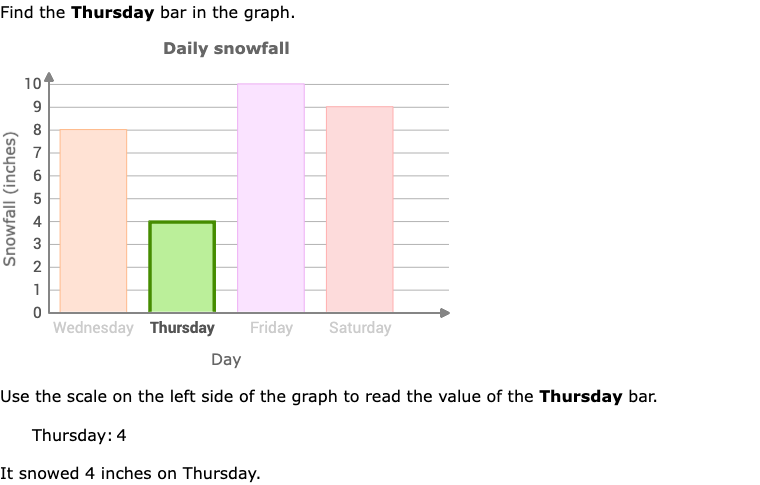 Find the Thursday bar in the graph.
Daily snowfall
10
9
8
7
6
5
4
3
2
1
0
Snowfall (inches)
Wednesday Thursday Friday Saturday
Day
Use the scale on the left side of the graph to read the value of the Thursday bar.
Thursday: 4
It snowed 4 inches on Thursday.